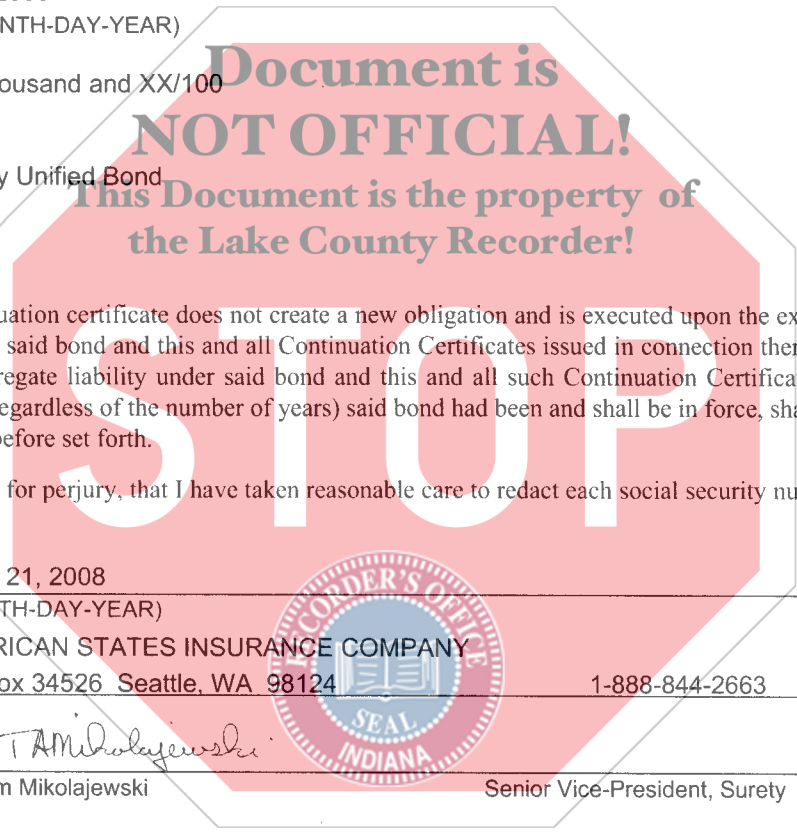 NTH-DAY-YEAR)
Document is
ousand and XX/100
NOT OFFICIAL!
y Unified Bond
This Document is the property of
the Lake County Recorder!
uation certificate does not create a new obligation and is executed upon the ex
said bond and this and all Continuation Certificates issued in connection ther
regate liability under said bond and this and all such Continuation Certifica
egardless of the number of years) said bond had been and shall be in force, sha
before set forth.
STOP
for perjury, that I have taken reasonable care to redact each social security nu
21, 2008
TH-DAY-YEAR)
RECORDER'S OFFICE
RICAN STATES INSURANCE COMPANY
ox 34526 Seattle, WA 98124 1-888-844-2663
SEAL
INDIANA
TAMikolajewski
m Mikolajewski Senior Vice-President, Surety